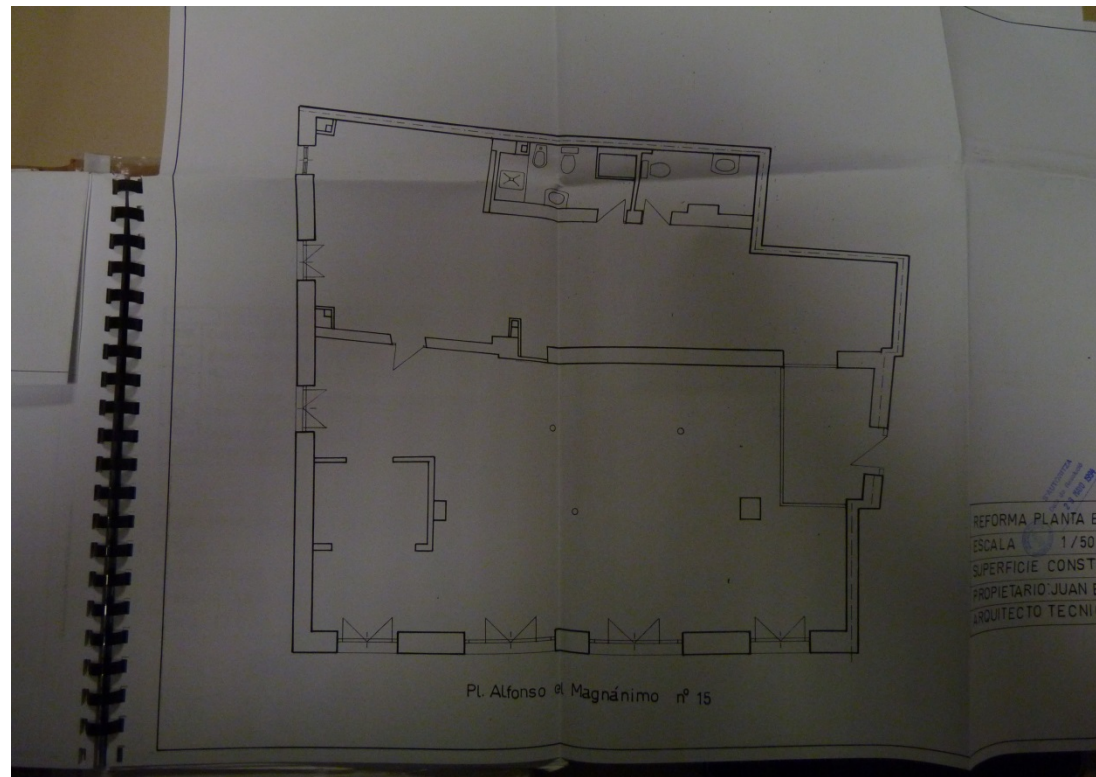 Pl. Alfonso el Magnánimo nº 15
REFORMA PLANTA
ESCALA 1/50
SUPERFICIE CONST
PROPIETARIO: JUAN
ARQUITECTO TECNI